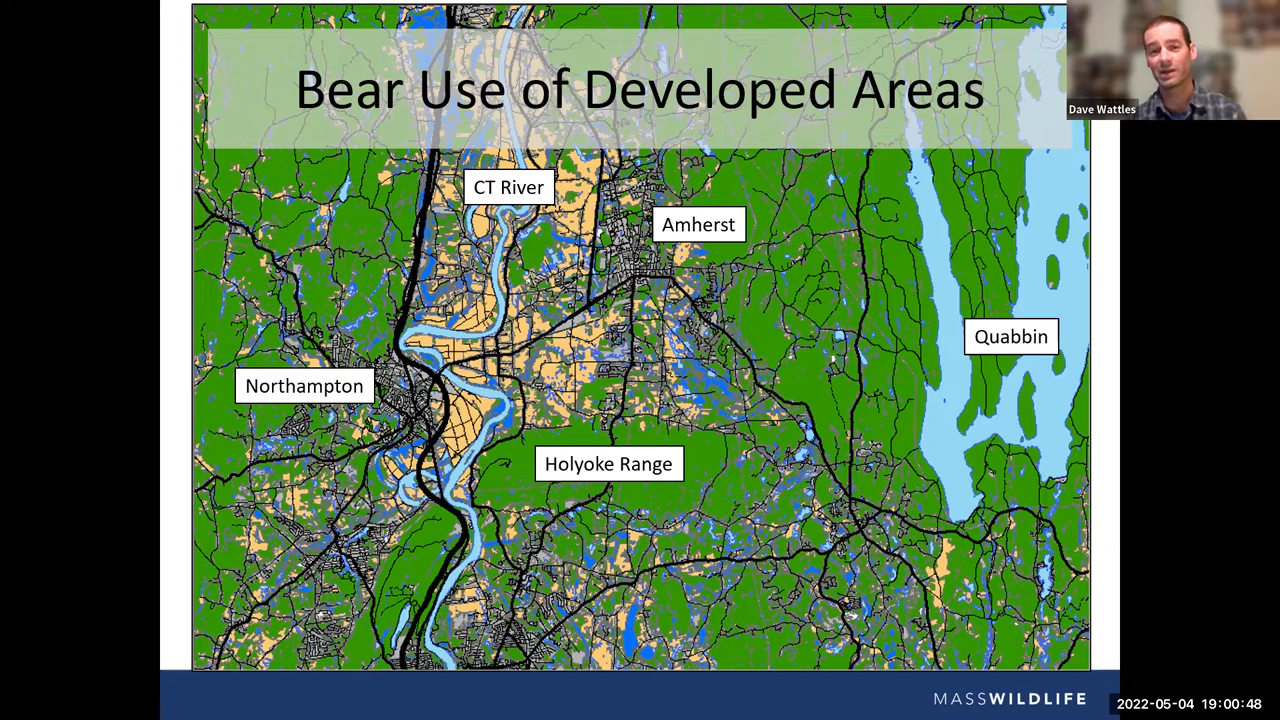 Bear Use of Developed Areas
Dave Wattles
CT River
Amherst
Quabbin
Northampton
Holyoke Range
MASSWILDLIFE
2022-05-04 19:00:48